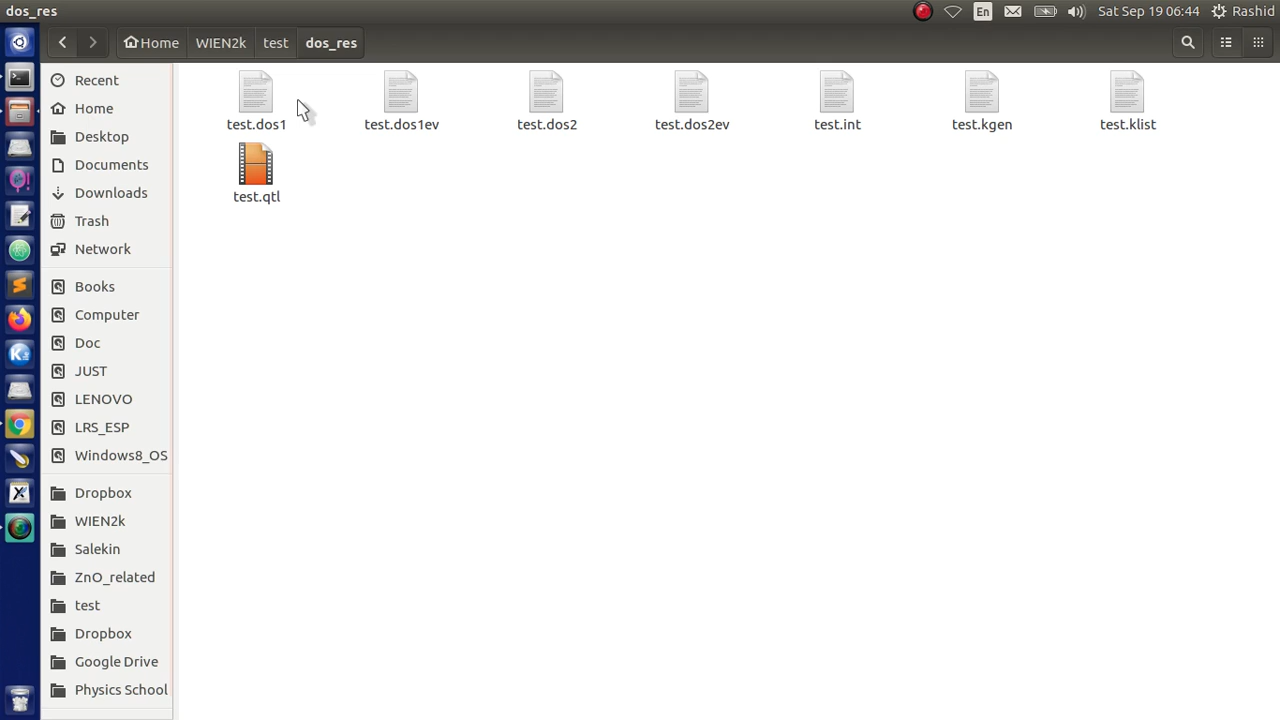 dos_res
En
Sat Sep 19 06:44
Rashid
Home
WIEN2k
test
dos_res
Recent
Home
Desktop
Documents
Downloads
Trash
Network
Books
Computer
Doc
JUST
LENOVO
LRS_ESP
Windows8_OS
Dropbox
WIEN2k
Salekin
ZnO_related
test
Dropbox
Google Drive
Physics School
test.dos1
test.dos1ev
test.dos2
test.dos2ev
test.int
test.kgen
test.klist
test.qtl